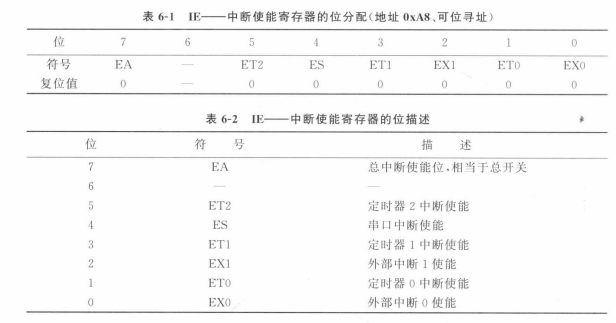 表 6-1 IE——中断使能寄存器的位分配(地址 0xA8、可位寻址)
位 7 6 5 4 3 2 1 0
符号 EA — ET2 ES ET1 EX1 ET0 EX0
复位值 0 — 0 0 0 0 0 0
表 6-2 IE——中断使能寄存器的位描述
位 符 号 描 述
7 EA 总中断使能位,相当于总开关
6 — —
5 ET2 定时器 2 中断使能
4 ES 串口中断使能
3 ET1 定时器 1 中断使能
2 EX1 外部中断 1 使能
1 ET0 定时器 0 中断使能
0 EX0 外部中断 0 使能